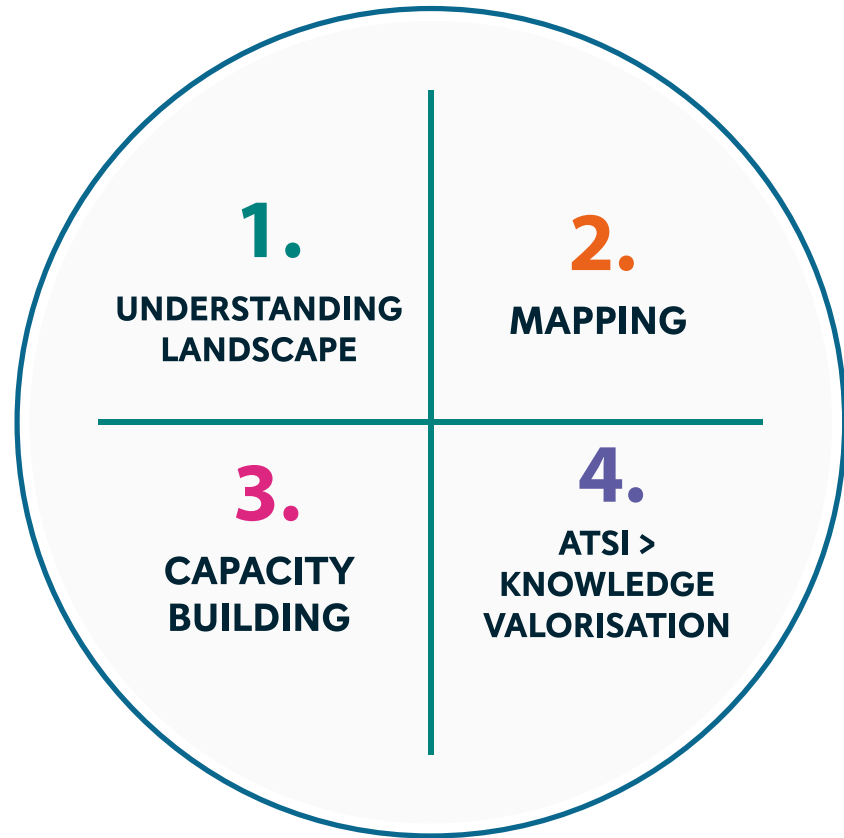 1.
UNDERSTANDING
LANDSCAPE
2.
MAPPING
3.
CAPACITY
BUILDING
4.
ATSI >
KNOWLEDGE
VALORISATION